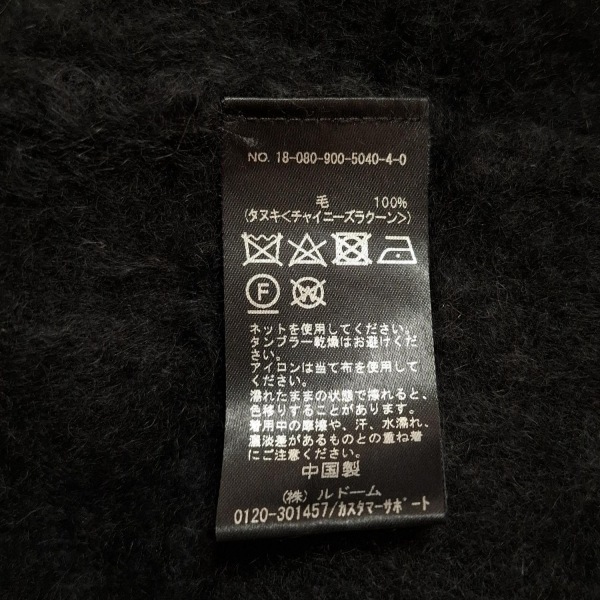 NO. 18-080-900-5040-4-0
毛 100%
(タヌキ<チャイニーズラクーン>)
F W
ネットを使用してください。
タンブラー乾燥はお避けくだ
さい。
アイロンは当て布を使用して
ください。
濡れたままの状態で擦れると、
色移りすることがあります。
着用中の摩擦や、汗、水濡れ、
濃淡差があるものとの重ね着
にご注意ください。
中国製
(株) ルドーム
0120-301457/カスタマーサポート